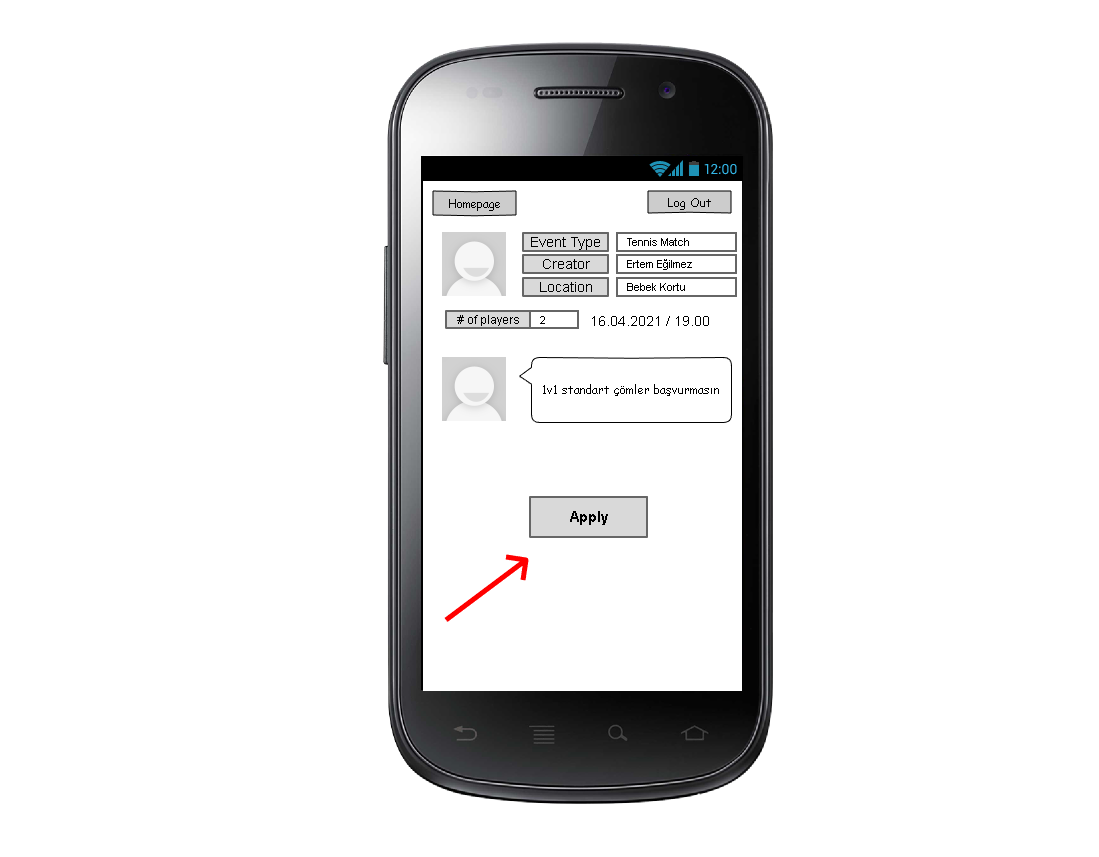 12:00
Homepage
Log Out
Event Type
Tennis Match
Creator
Ertem Eğilmez
Location
Bebek Kortu
# of players
2
16.04.2021 / 19.00
1v1 standart çömler başvurmasın
Apply